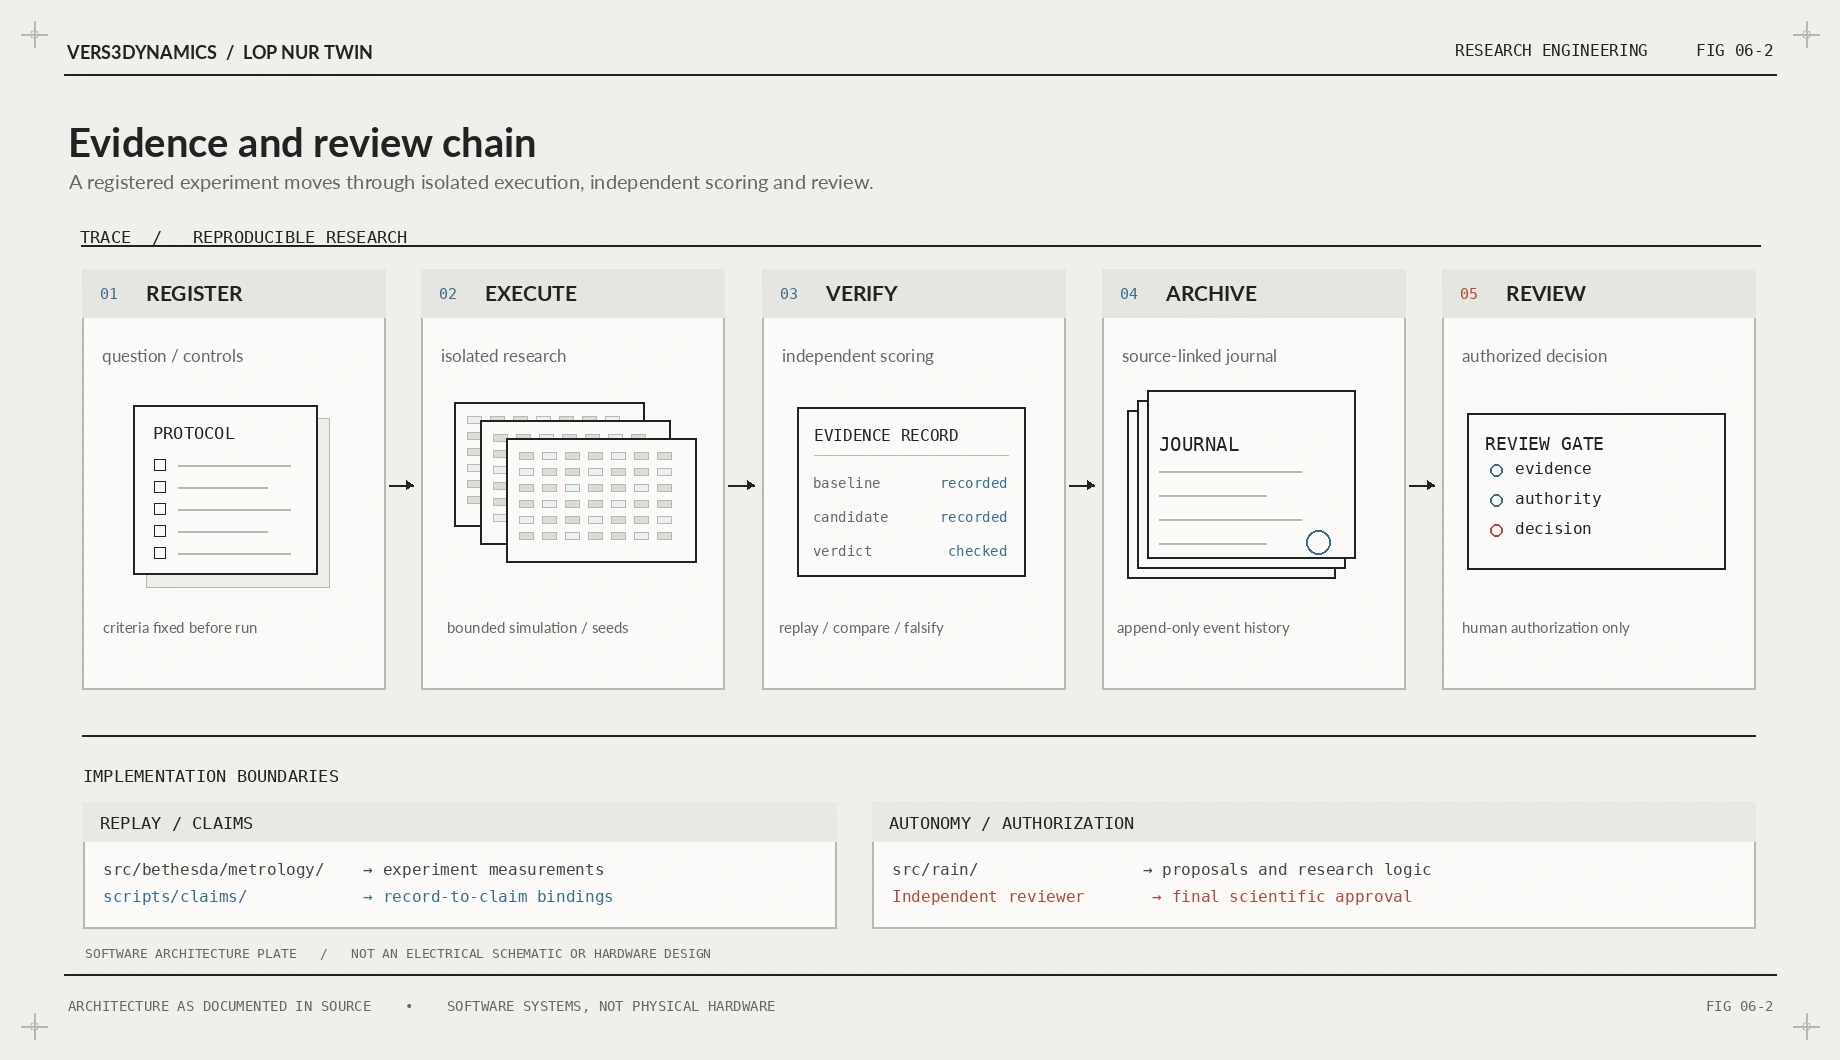 VERS3DYNAMICS / LOP NUR TWIN
RESEARCH ENGINEERING FIG 06-2
Evidence and review chain
A registered experiment moves through isolated execution, independent scoring and review.
TRACE / REPRODUCIBLE RESEARCH
01 REGISTER
question / controls
PROTOCOL
criteria fixed before run
02 EXECUTE
isolated research
bounded simulation / seeds
03 VERIFY
independent scoring
EVIDENCE RECORD
baseline recorded
candidate recorded
verdict checked
replay / compare / falsify
04 ARCHIVE
source-linked journal
JOURNAL
append-only event history
05 REVIEW
authorized decision
REVIEW GATE
evidence
authority
decision
human authorization only
IMPLEMENTATION BOUNDARIES
REPLAY / CLAIMS
src/bethesda/metrology/ → experiment measurements
scripts/claims/ → record-to-claim bindings
AUTONOMY / AUTHORIZATION
src/rain/ → proposals and research logic
Independent reviewer → final scientific approval
SOFTWARE ARCHITECTURE PLATE / NOT AN ELECTRICAL SCHEMATIC OR HARDWARE DESIGN
ARCHITECTURE AS DOCUMENTED IN SOURCE • SOFTWARE SYSTEMS, NOT PHYSICAL HARDWARE
FIG 06-2